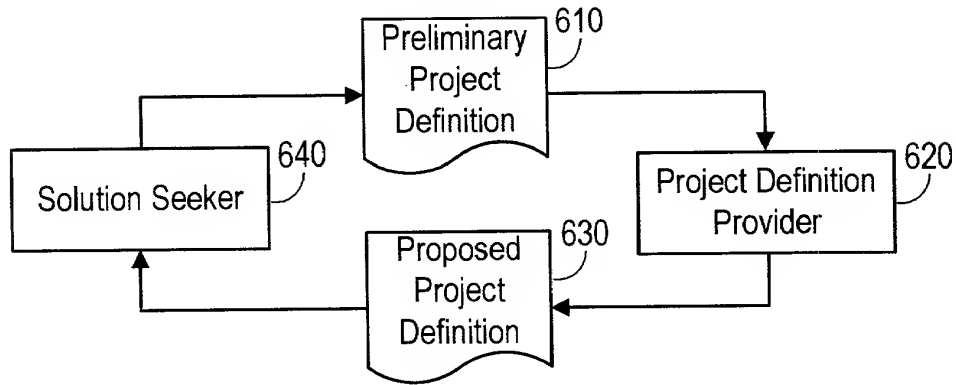 Preliminary
Project
Definition
610
Solution Seeker
640
Project Definition
Provider
620
Proposed
Project
Definition
630